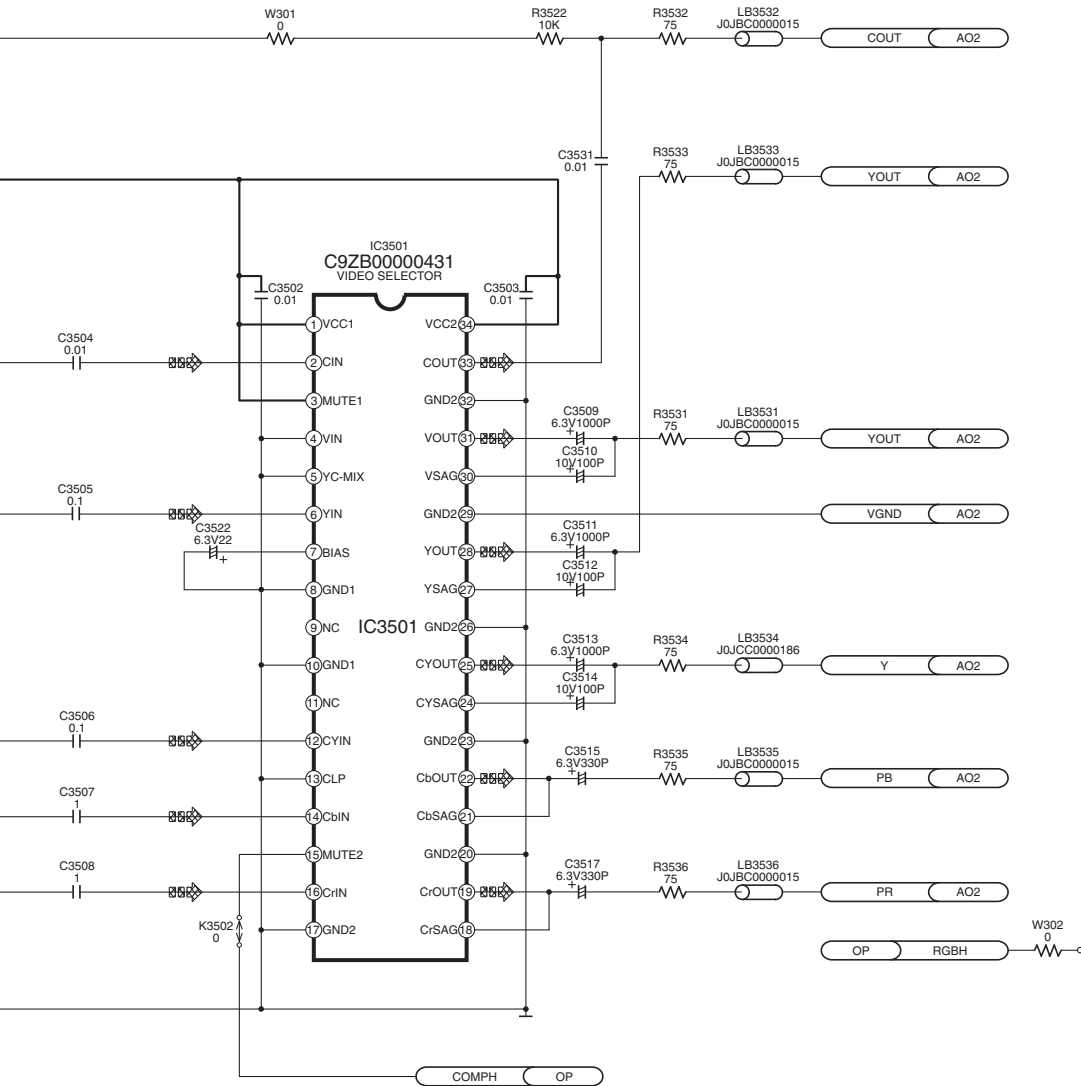 W301
0
R3522
10K
R3532
75
LB3532
J0JBC0000015
COUT AO2
C3531
0.01
R3533
75
LB3533
J0JBC0000015
YOUT AO2
IC3501
C9ZB00000431
VIDEO SELECTOR
C3502
0.01
C3503
0.01
1 VCC1
VCC2 34
C3504
0.01
2 CIN
COUT 33
3 MUTE1
GND2 32
C3509
6.3V1000P
+
R3531
75
LB3531
J0JBC0000015
4 VIN
VOUT 31
YOUT AO2
C3510
10V100P
+
5 YC-MIX
VSAG 30
C3505
0.1
6 YIN
GND2 29
VGND AO2
C3522
6.3V22
+
C3511
6.3V1000P
+
7 BIAS
YOUT 28
C3512
10V100P
+
8 GND1
YSAG 27
9 NC
IC3501
GND2 26
C3513
6.3V1000P
+
R3534
75
LB3534
J0JCC0000186
10 GND1
CYOUT 25
Y AO2
C3514
10V100P
+
11 NC
CYSAG 24
C3506
0.1
12 CYIN
GND2 23
C3515
6.3V330P
+
R3535
75
LB3535
J0JBC0000015
13 CLP
CbOUT 22
PB AO2
C3507
1
14 CbIN
CbSAG 21
15 MUTE2
GND2 20
C3508
1
C3517
6.3V330P
+
R3536
75
LB3536
J0JBC0000015
16 CrIN
CrOUT 19
PR AO2
K3502
0
17 GND2
CrSAG 18
W302
0
OP RGBH
COMPH OP